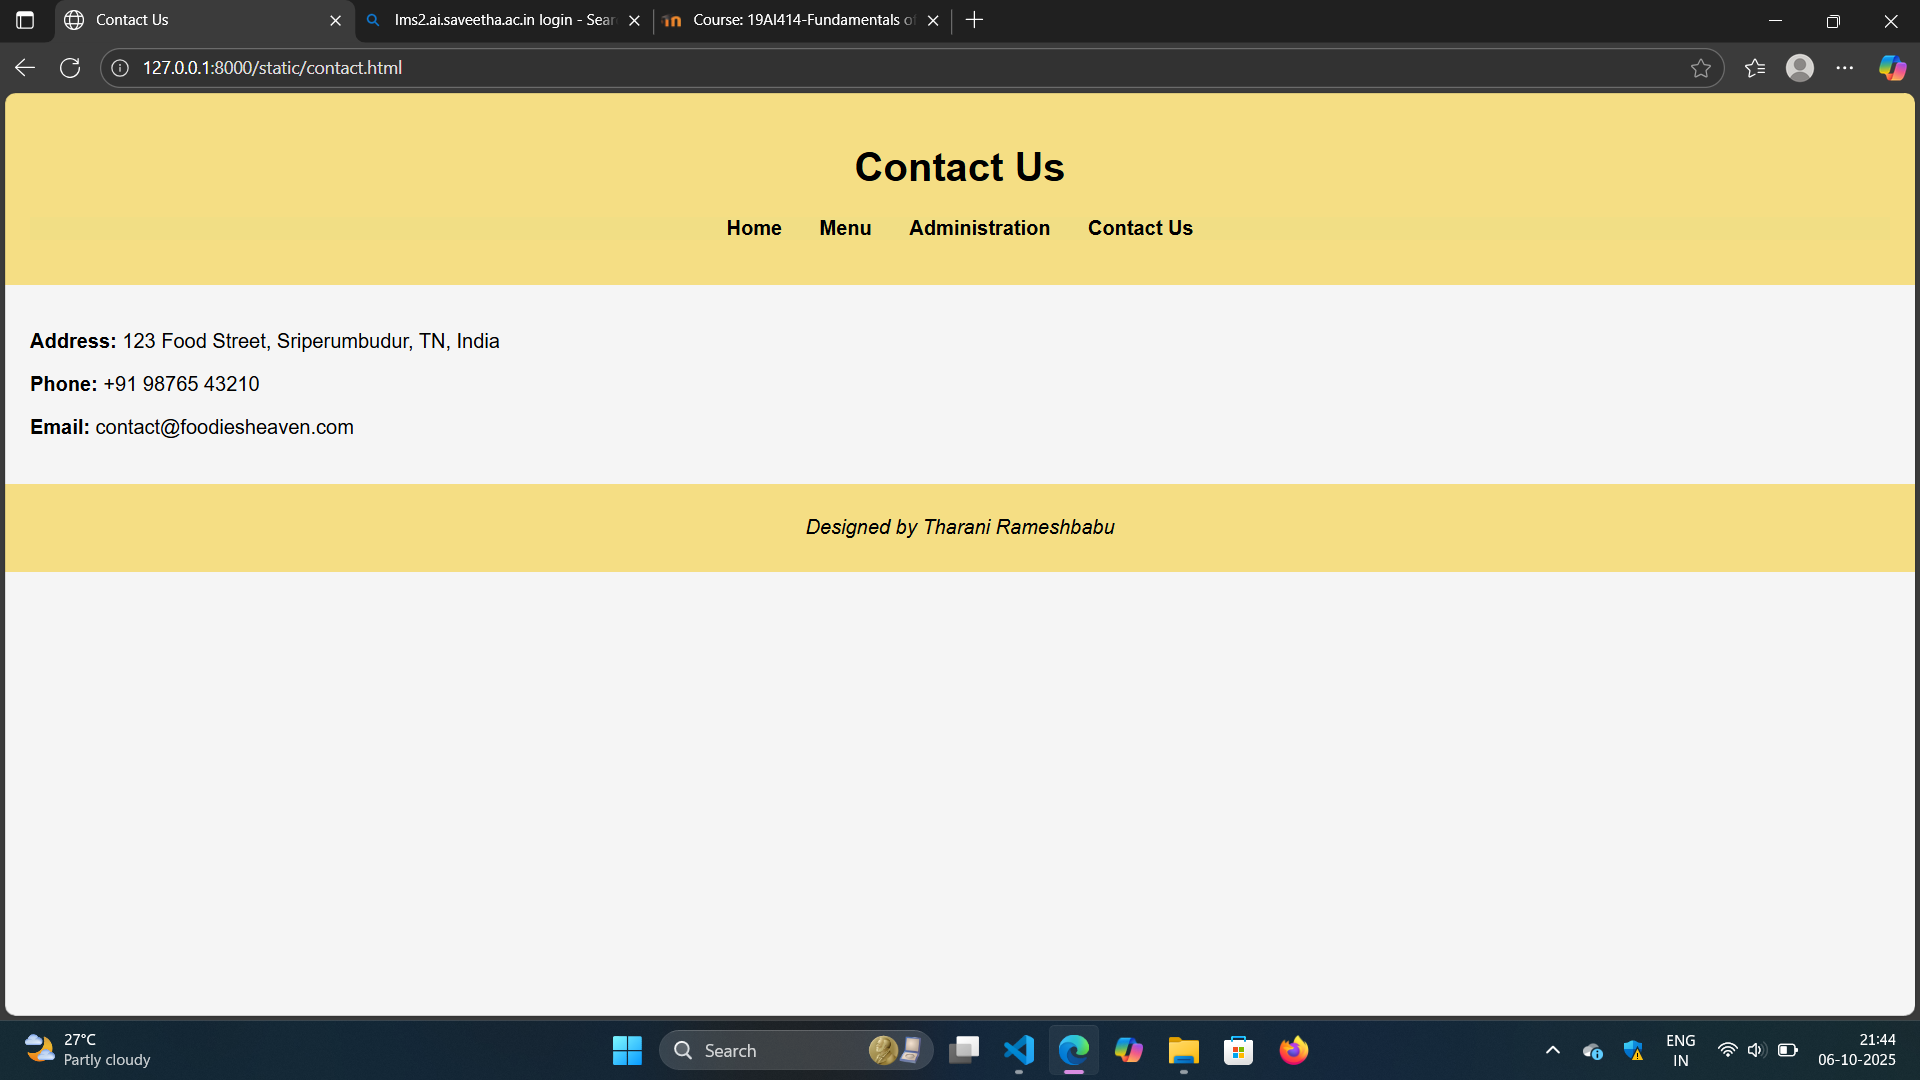 Contact Us
lms2.ai.saveetha.ac.in login - Sear
Course: 19AI414-Fundamentals of
127.0.0.1:8000/static/contact.html
Contact Us
Home Menu Administration Contact Us
Address: 123 Food Street, Sriperumbudur, TN, India
Phone: +91 98765 43210
Email: contact@foodiesheaven.com
Designed by Tharani Rameshbabu
27°C
Partly cloudy
Search
ENG
IN
21:44
06-10-2025